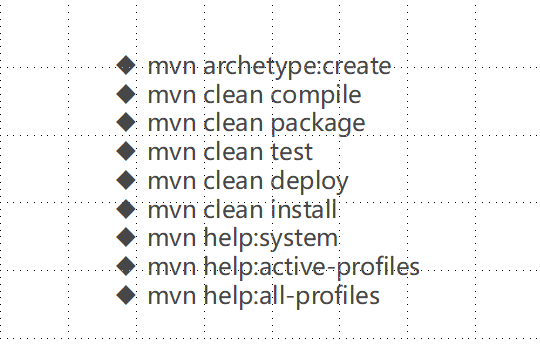 ◆ mvn archetype:create
◆ mvn clean compile
◆ mvn clean package
◆ mvn clean test
◆ mvn clean deploy
◆ mvn clean install
◆ mvn help:system
◆ mvn help:active-profiles
◆ mvn help:all-profiles